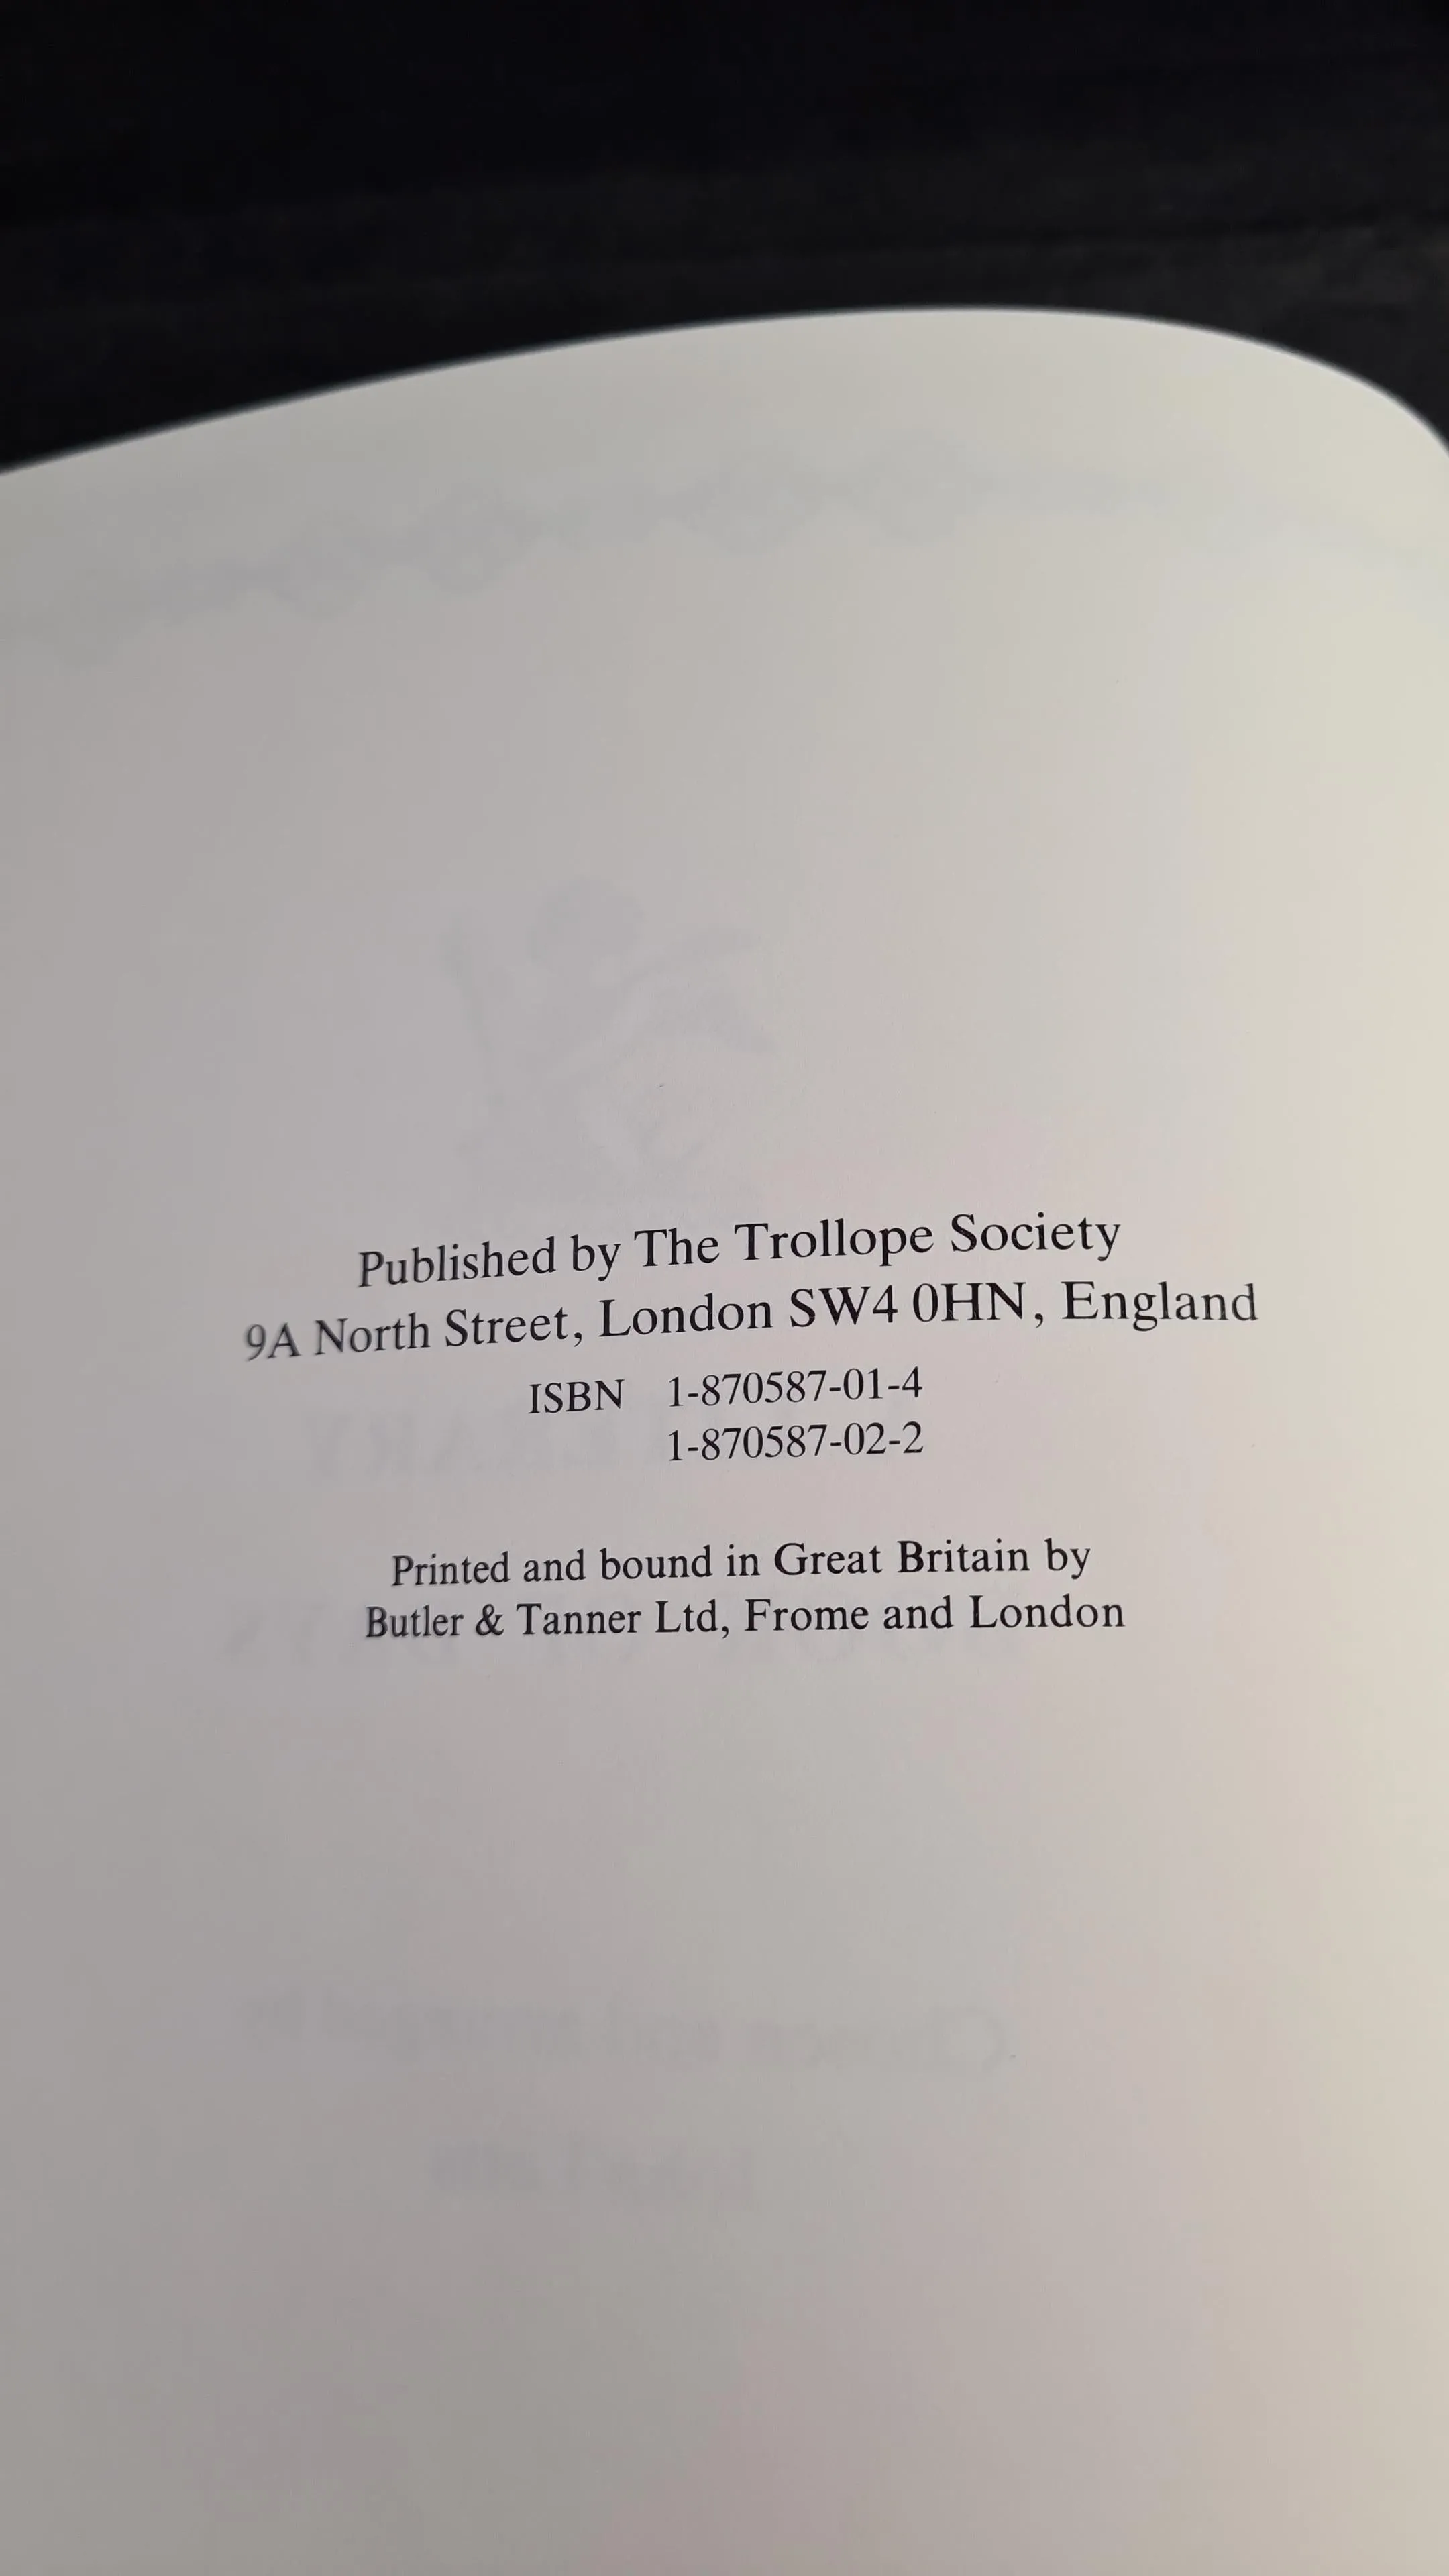 Published by The Trollope Society
9A North Street, London SW4 0HN, England
ISBN 1-870587-01-4
1-870587-02-2
Printed and bound in Great Britain by
Butler & Tanner Ltd, Frome and London